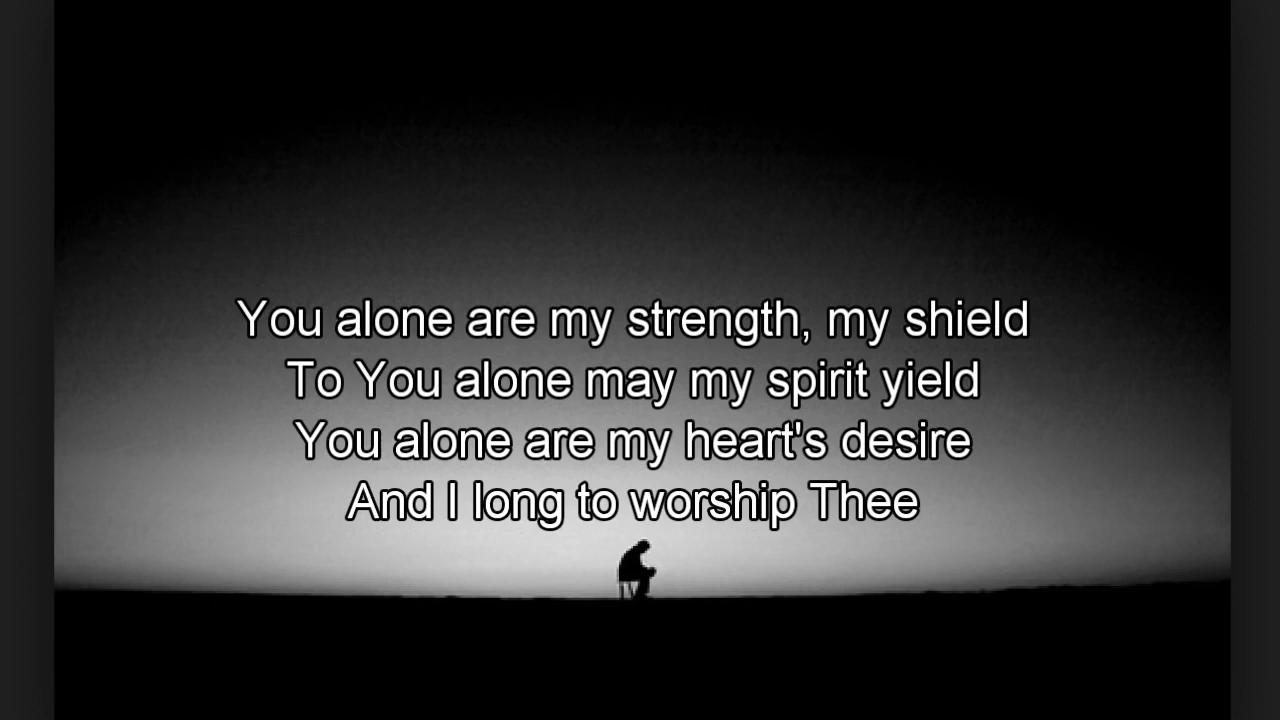 You alone are my strength, my shield
To You alone may my spirit yield
You alone are my heart's desire
And I long to worship Thee